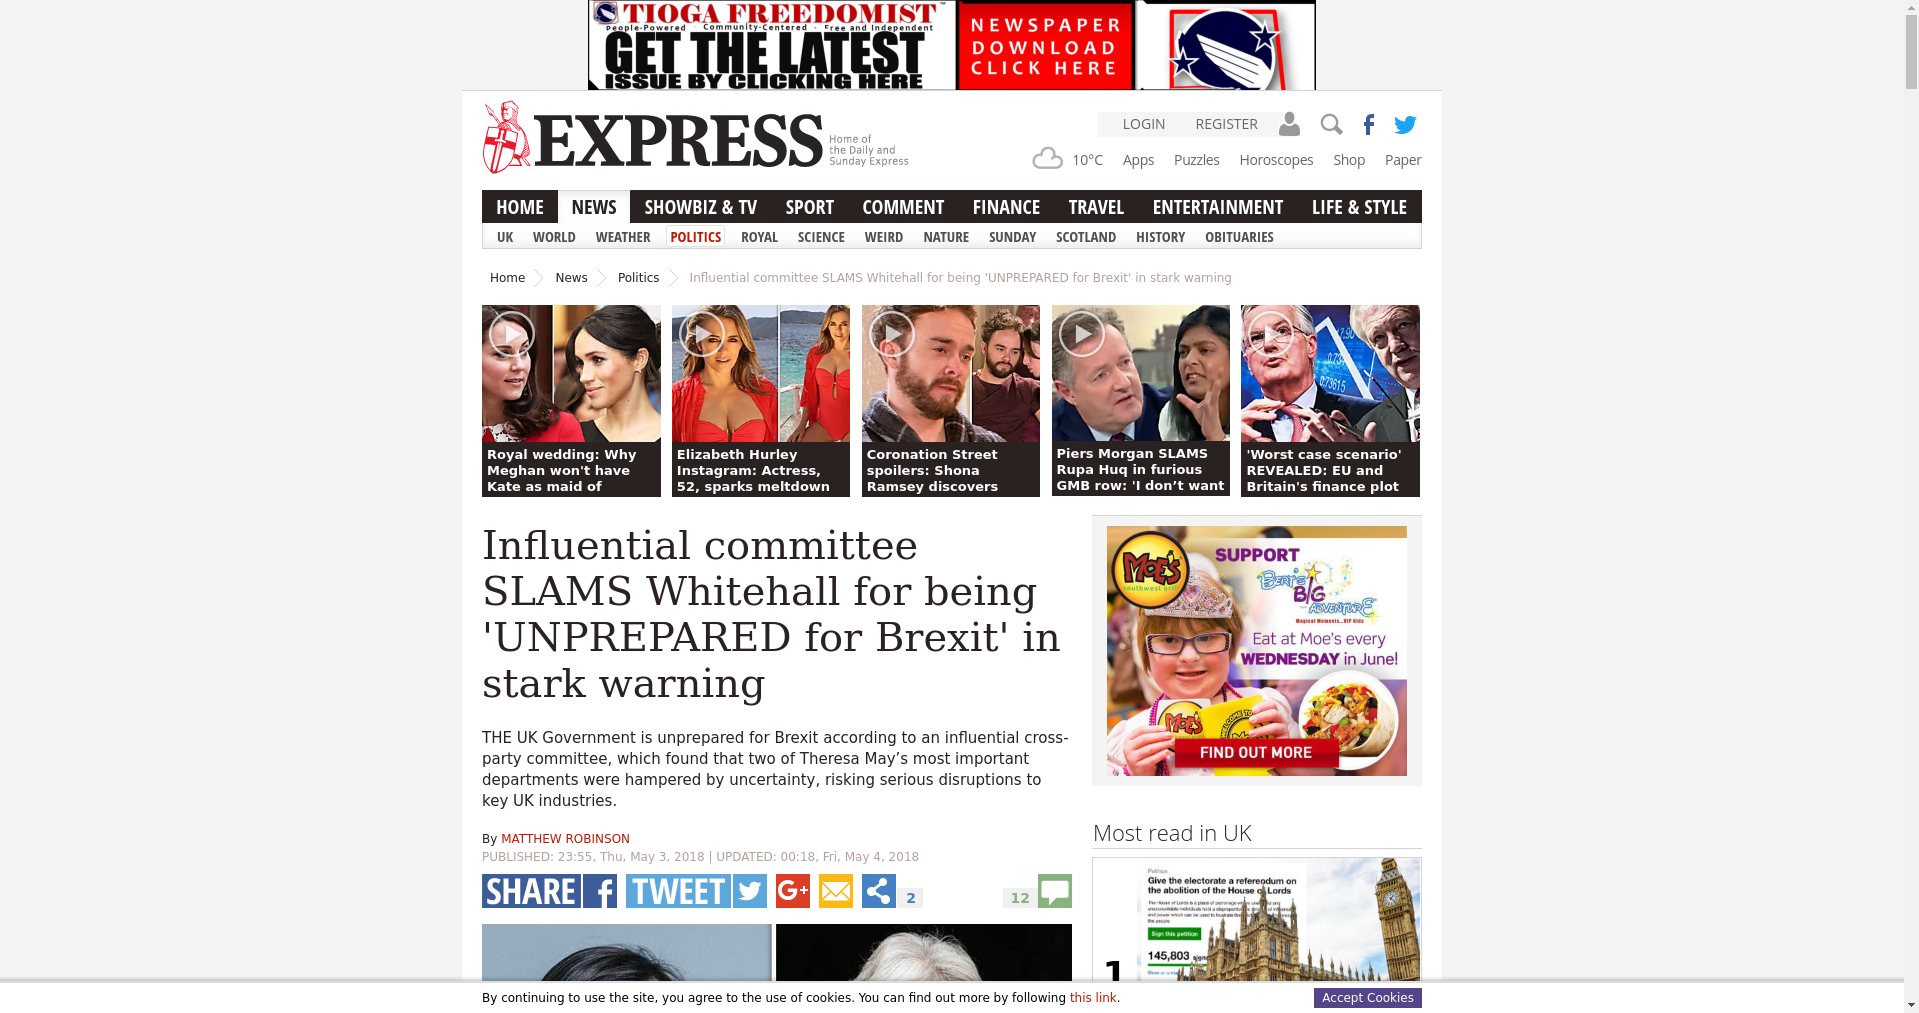 TIOGA FREEDOMIST
People-Powered Community-Centered - Free and Independent
GET THE LATEST
ISSUE BY CLICKING HERE
NEWSPAPER
DOWNLOAD
CLICK HERE
EXPRESS
Home of
the Daily and
Sunday Express
LOGIN REGISTER
10°C Apps Puzzles Horoscopes Shop Paper
HOME NEWS SHOWBIZ & TV SPORT COMMENT FINANCE TRAVEL ENTERTAINMENT LIFE & STYLE
UK WORLD WEATHER POLITICS ROYAL SCIENCE WEIRD NATURE SUNDAY SCOTLAND HISTORY OBITUARIES
Home News Politics Influential committee SLAMS Whitehall for being 'UNPREPARED for Brexit' in stark warning
Royal wedding: Why
Meghan won't have
Kate as maid of
Elizabeth Hurley
Instagram: Actress,
52, sparks meltdown
Coronation Street
spoilers: Shona
Ramsey discovers
Piers Morgan SLAMS
Rupa Huq in furious
GMB row: 'I don’t want
'Worst case scenario'
REVEALED: EU and
Britain's finance plot
Influential committee
SLAMS Whitehall for being
'UNPREPARED for Brexit' in
stark warning
THE UK Government is unprepared for Brexit according to an influential cross-
party committee, which found that two of Theresa May’s most important
departments were hampered by uncertainty, risking serious disruptions to
key UK industries.
By MATTHEW ROBINSON
PUBLISHED: 23:55, Thu, May 3, 2018 | UPDATED: 00:18, Fri, May 4, 2018
SHARE f TWEET G+ 2 12
MOE'S
southwest grill
SUPPORT
BERT'S
BIG
ADVENTURE
Magical Moments...VIP Kids
Eat at Moe’s every
WEDNESDAY in June!
MOE'S
WELCOME TO
FIND OUT MORE
Most read in UK
Petition
Give the electorate a referendum on
the abolition of the House of Lords
Sign this petition
145,803
1
By continuing to use the site, you agree to the use of cookies. You can find out more by following this link.
Accept Cookies